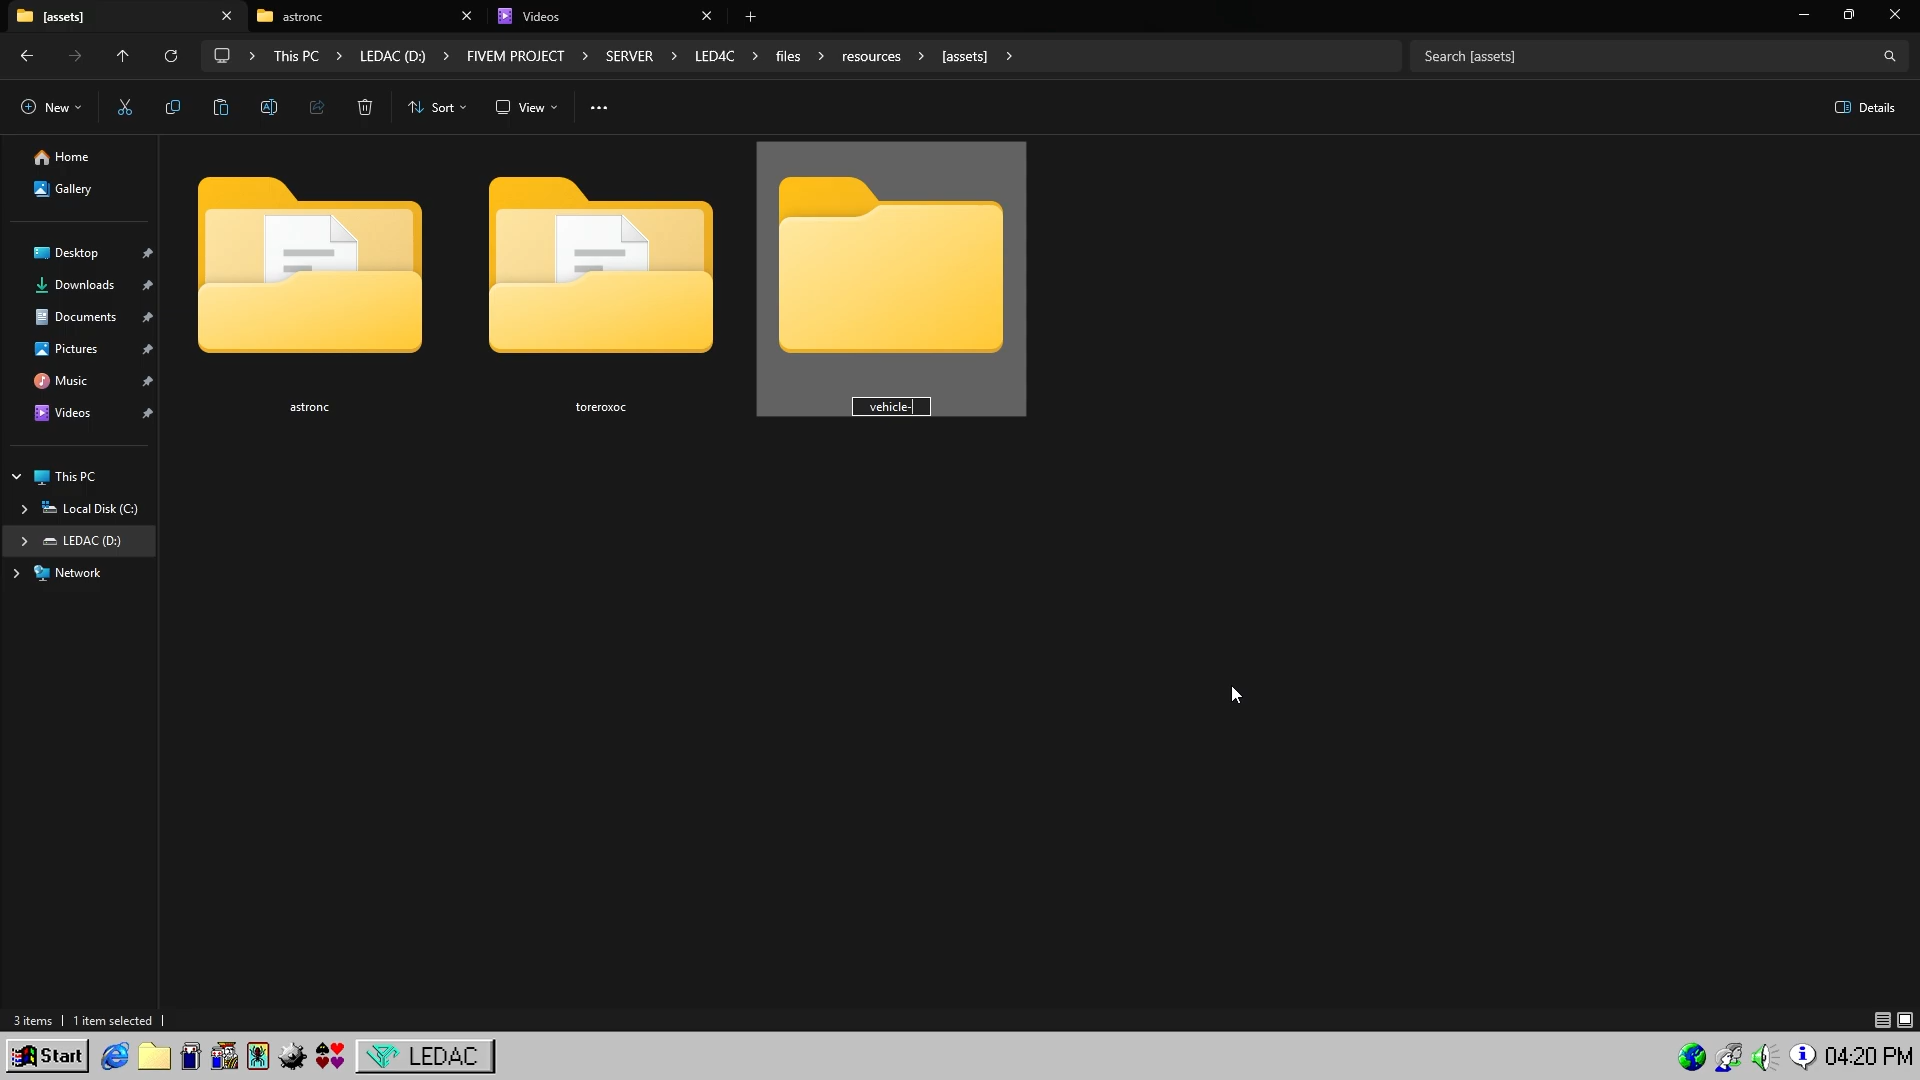 [assets] astronc Videos
This PC LEDAC (D:) FIVEM PROJECT SERVER LED4C files resources [assets] Search [assets]
New Sort View Details
Home
Gallery
Desktop
Downloads
Documents
Pictures
Music
Videos
This PC
Local Disk (C:)
LEDAC (D:)
Network
astronc toreroxoc vehicle-
3 items 1 item selected
Start LEDAC 04:20 PM